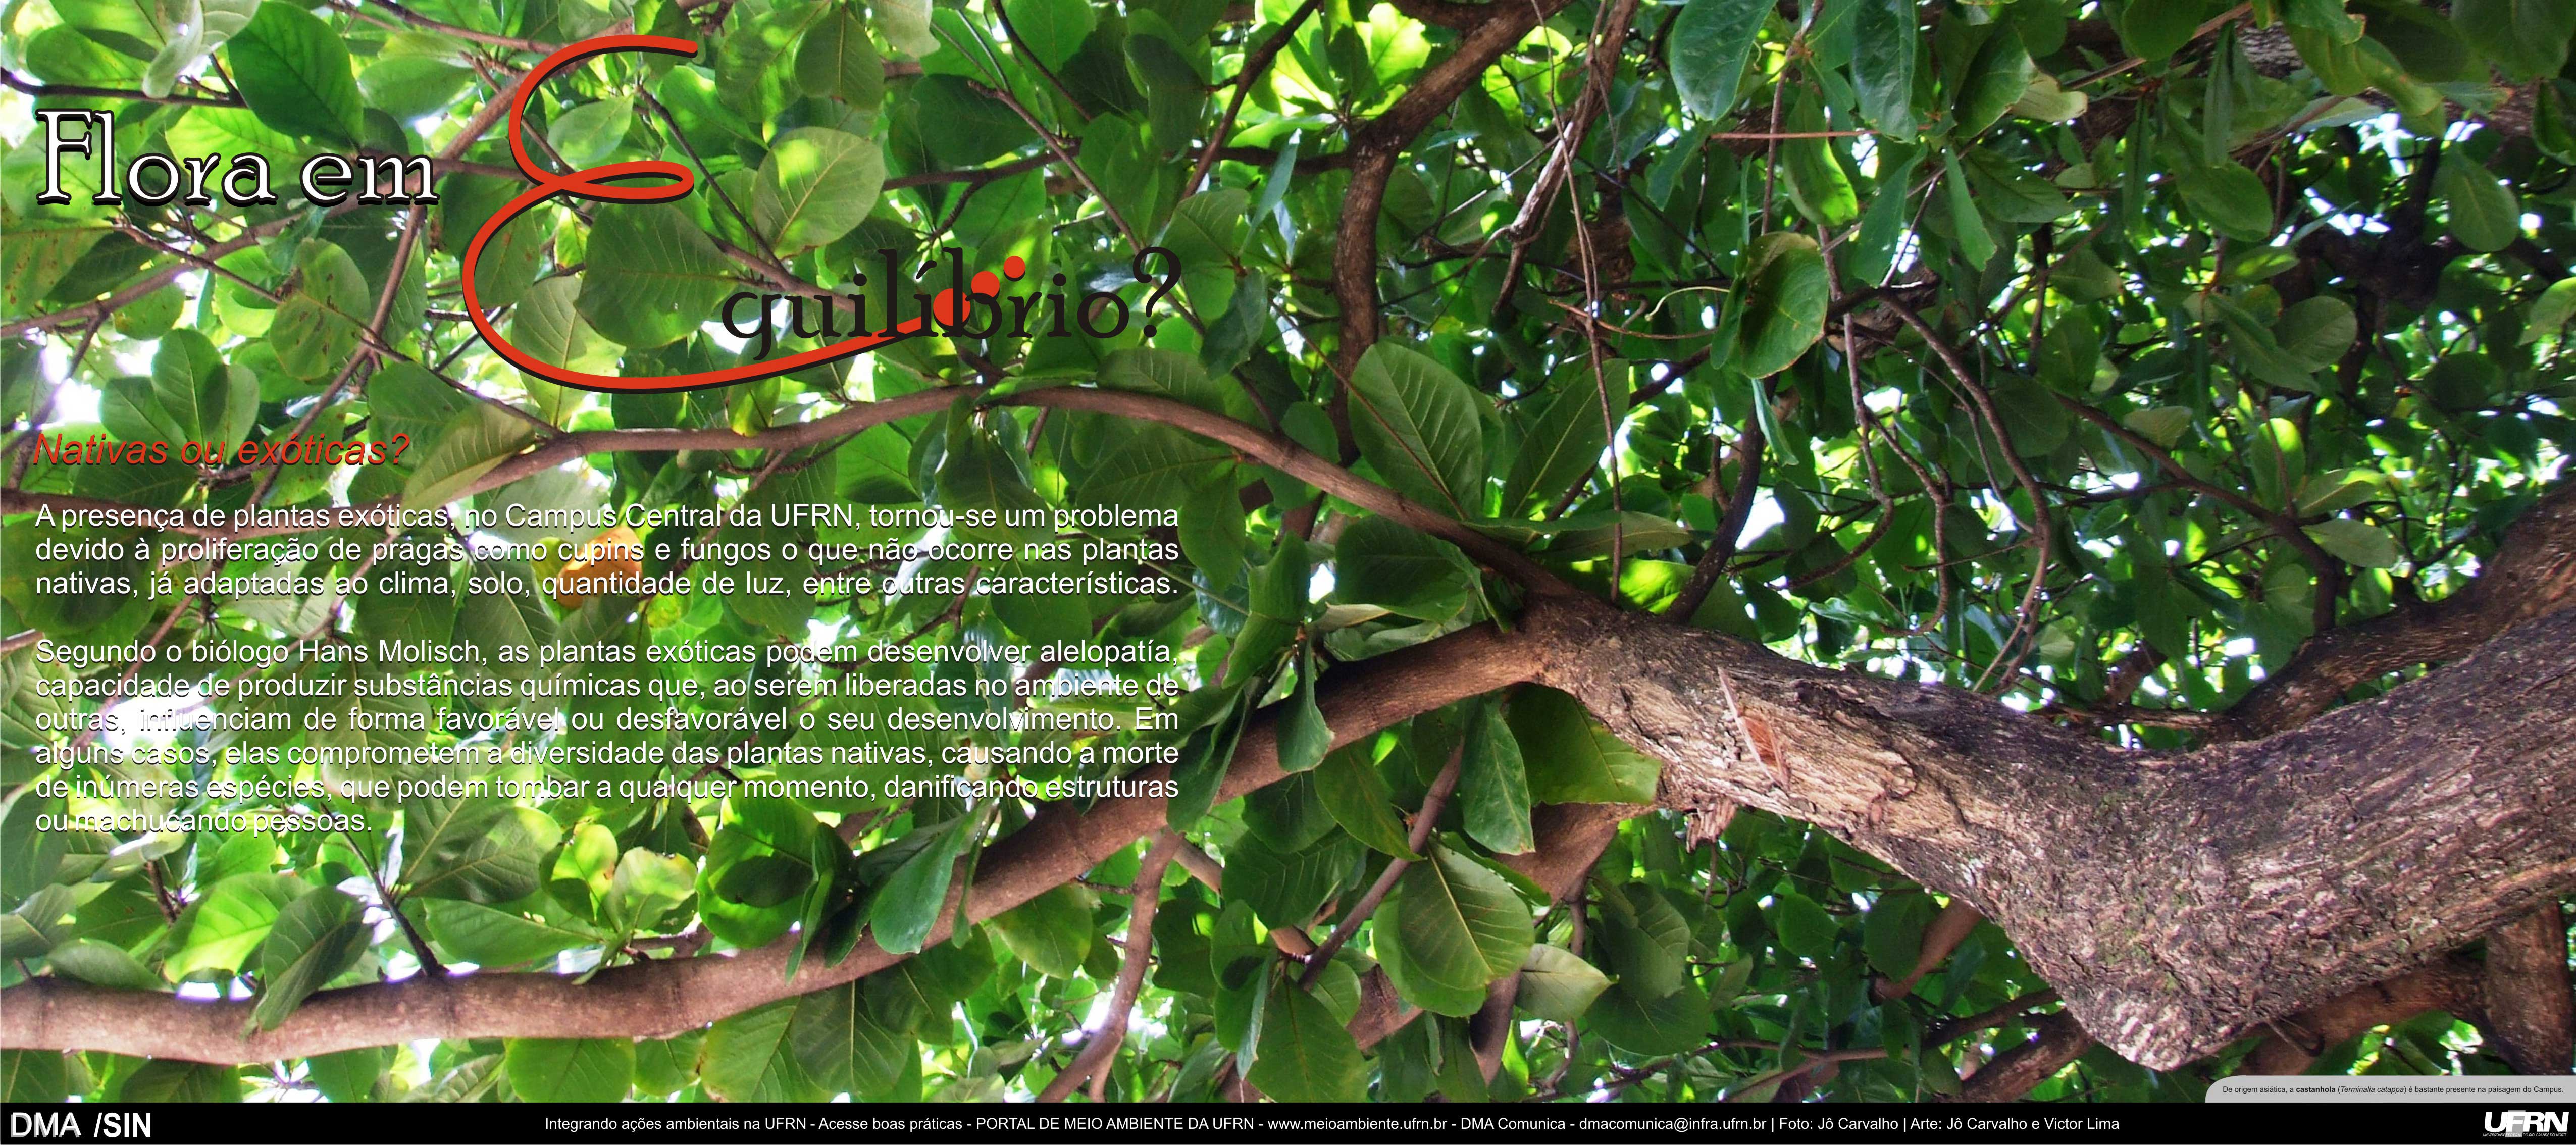 Flora em
Equilíbrio?
Nativas ou exóticas?
A presença de plantas exóticas, no Campus Central da UFRN, tornou-se um problema
devido à proliferação de pragas como cupins e fungos o que não ocorre nas plantas
nativas, já adaptadas ao clima, solo, quantidade de luz, entre outras características.
Segundo o biólogo Hans Molisch, as plantas exóticas podem desenvolver alelopatía,
capacidade de produzir substâncias químicas que, ao serem liberadas no ambiente de
outras, influenciam de forma favorável ou desfavorável o seu desenvolvimento. Em
alguns casos, elas comprometem a diversidade das plantas nativas, causando a morte
de inúmeras espécies, que podem tombar a qualquer momento, danificando estruturas
ou machucando pessoas.
De origem asiática, a castanhola (Terminalia catappa) é bastante presente na paisagem do Campus.
DMA /SIN
Integrando ações ambientais na UFRN - Acesse boas práticas - PORTAL DE MEIO AMBIENTE DA UFRN - www.meioambiente.ufrn.br - DMA Comunica - dmacomunica@infra.ufrn.br | Foto: Jô Carvalho | Arte: Jô Carvalho e Victor Lima
UFRN
UNIVERSIDADE FEDERAL DO RIO GRANDE DO NORTE